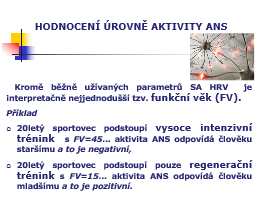 HODNOCENÍ ÚROVNĚ AKTIVITY ANS
Kromě běžně užívaných parametrů SA HRV je
interpretačně nejjednodušší tzv. funkční věk (FV).
Příklad
20letý sportovec podstoupí vysoce intenzivní
trénink s FV=45... aktivita ANS odpovídá člověku
staršímu a to je negativní,
20letý sportovec podstoupí pouze regenerační
trénink s FV=15... aktivita ANS odpovídá člověku
mladšímu a to je pozitivní.